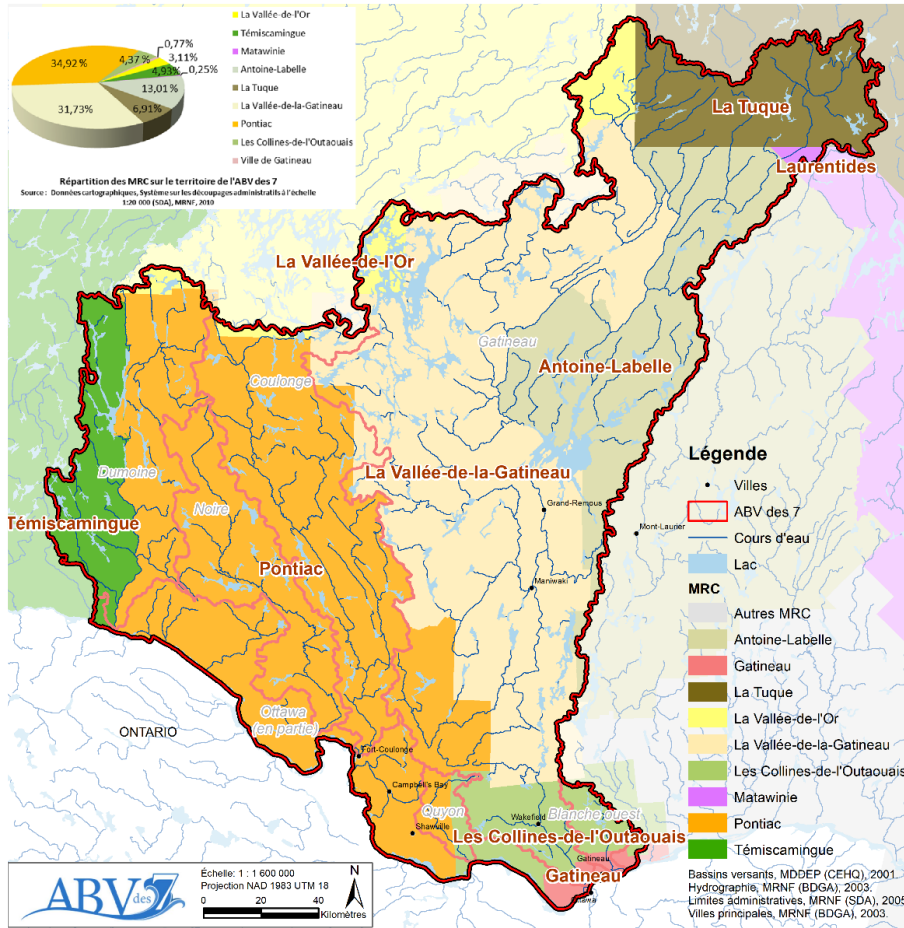 La Vallée-de-l'Or
Témiscamingue
Matawinie
Antoine-Labelle
La Tuque
La Vallée-de-la-Gatineau
Pontiac
Les Collines-de-l'Outaouais
Ville de Gatineau
0,77%
34,92%
4,37%
3,11%
4,93%
0,25%
13,01%
31,73%
6,91%
Répartition des MRC sur le territoire de l'ABV des 7
Source : Données cartographiques, Système sur les découpages administratifs à l'échelle
1:20 000 (SDA), MRNF, 2010
La Tuque
Laurentides
La Vallée-de-l'Or
Gatineau
Antoine-Labelle
Coulonge
La Vallée-de-la-Gatineau
Dumoine
Noire
Grand-Remous
Témiscamingue
Mont-Laurier
Pontiac
Maniwaki
Ottawa
(en partie)
ONTARIO
Fort-Coulonge
Campbell's Bay
Quyon
Shawville
Wakefield
Blanche ouest
Les Collines-de-l'Outaouais
Gatineau
Gatineau
Ottawa
Légende
Villes
ABV des 7
Cours d'eau
Lac
MRC
Autres MRC
Antoine-Labelle
Gatineau
La Tuque
La Vallée-de-l'Or
La Vallée-de-la-Gatineau
Les Collines-de-l'Outaouais
Matawinie
Pontiac
Témiscamingue
Bassins versants, MDDEP (CEHQ), 2001.
Hydrographie, MRNF (BDGA), 2003.
Limites administratives, MRNF (SDA), 2005
Villes principales, MRNF (BDGA), 2003.
ABV des 7
Échelle: 1 : 1 600 000
Projection NAD 1983 UTM 18
N
0 20 40
Kilomètres